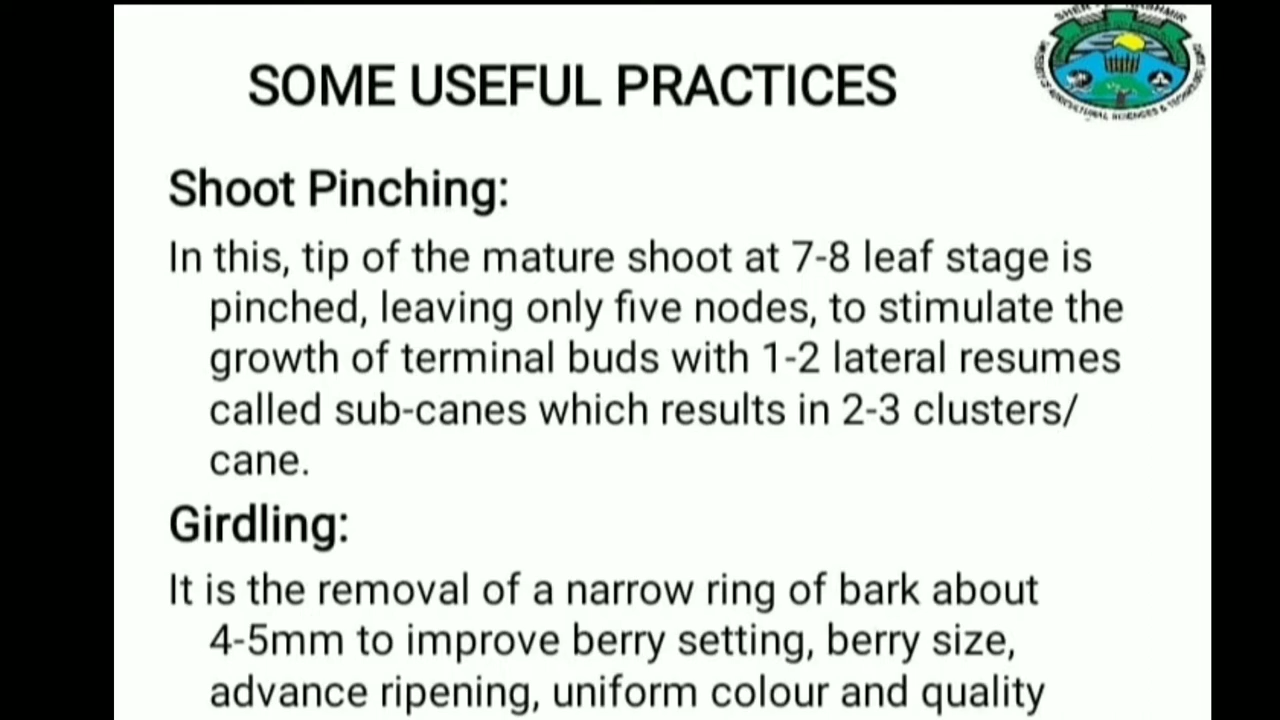 SOME USEFUL PRACTICES
Shoot Pinching:
In this, tip of the mature shoot at 7-8 leaf stage is
pinched, leaving only five nodes, to stimulate the
growth of terminal buds with 1-2 lateral resumes
called sub-canes which results in 2-3 clusters/
cane.
Girdling:
It is the removal of a narrow ring of bark about
4-5mm to improve berry setting, berry size,
advance ripening, uniform colour and quality